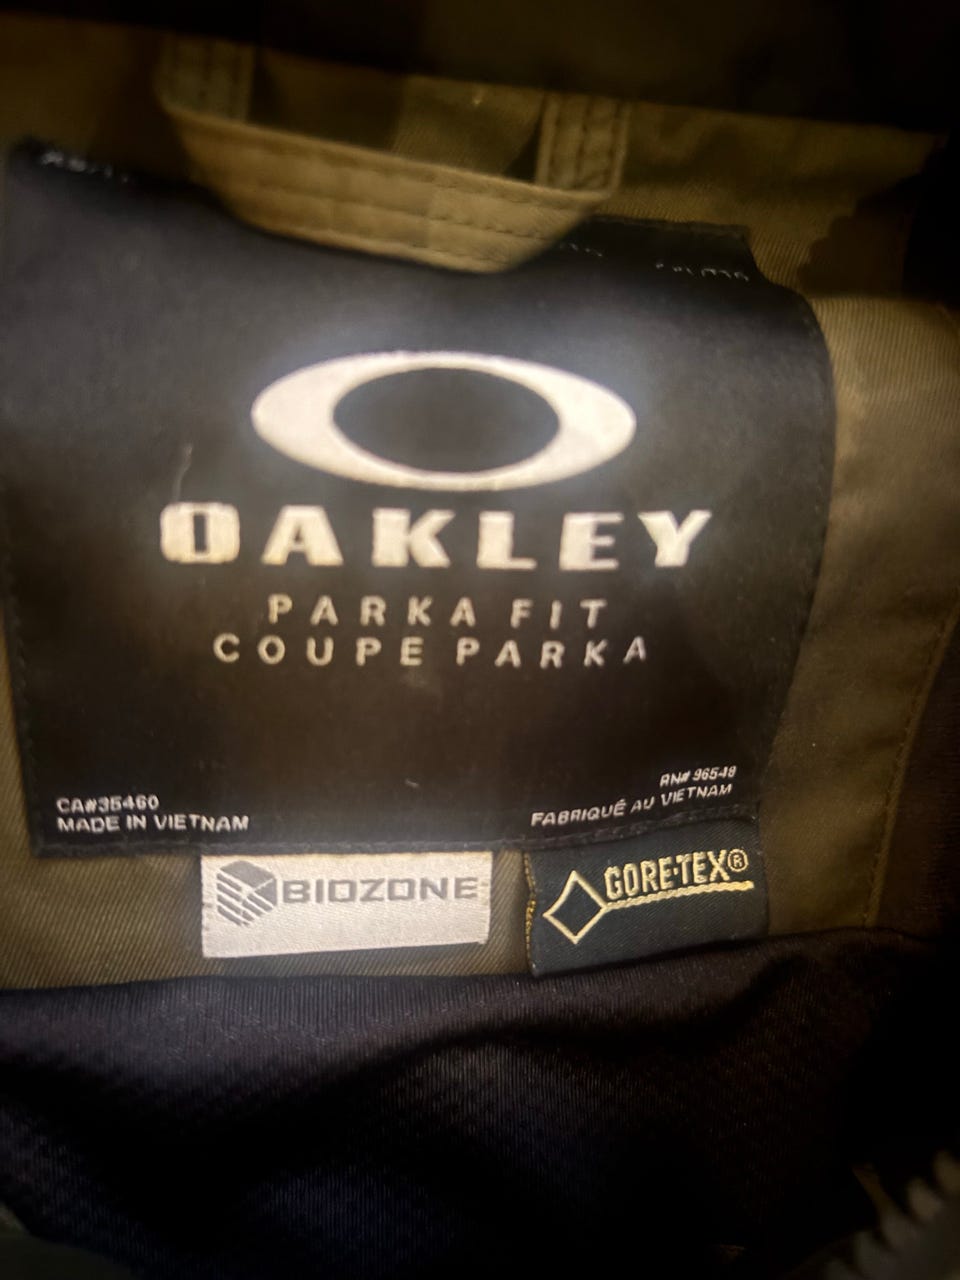 OAKLEY
PARKA FIT
COUPE PARKA
CA#35460
MADE IN VIETNAM
RN# 96548
FABRIQUÉ AU VIETNAM
BIOZONE
GORE-TEX®